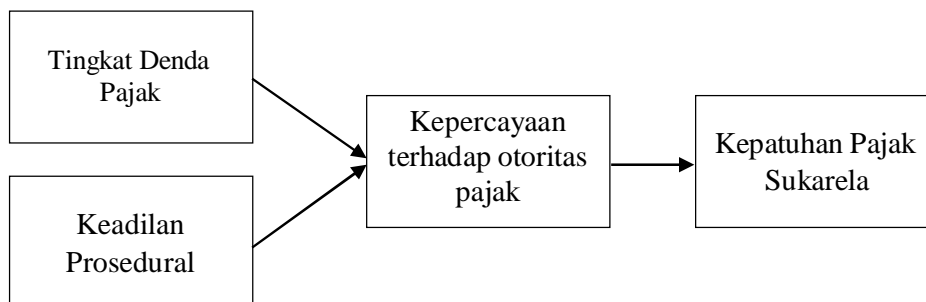 Tingkat Denda
Pajak
Keadilan
Prosedural
Kepercayaan
terhadap otoritas
pajak
Kepatuhan Pajak
Sukarela